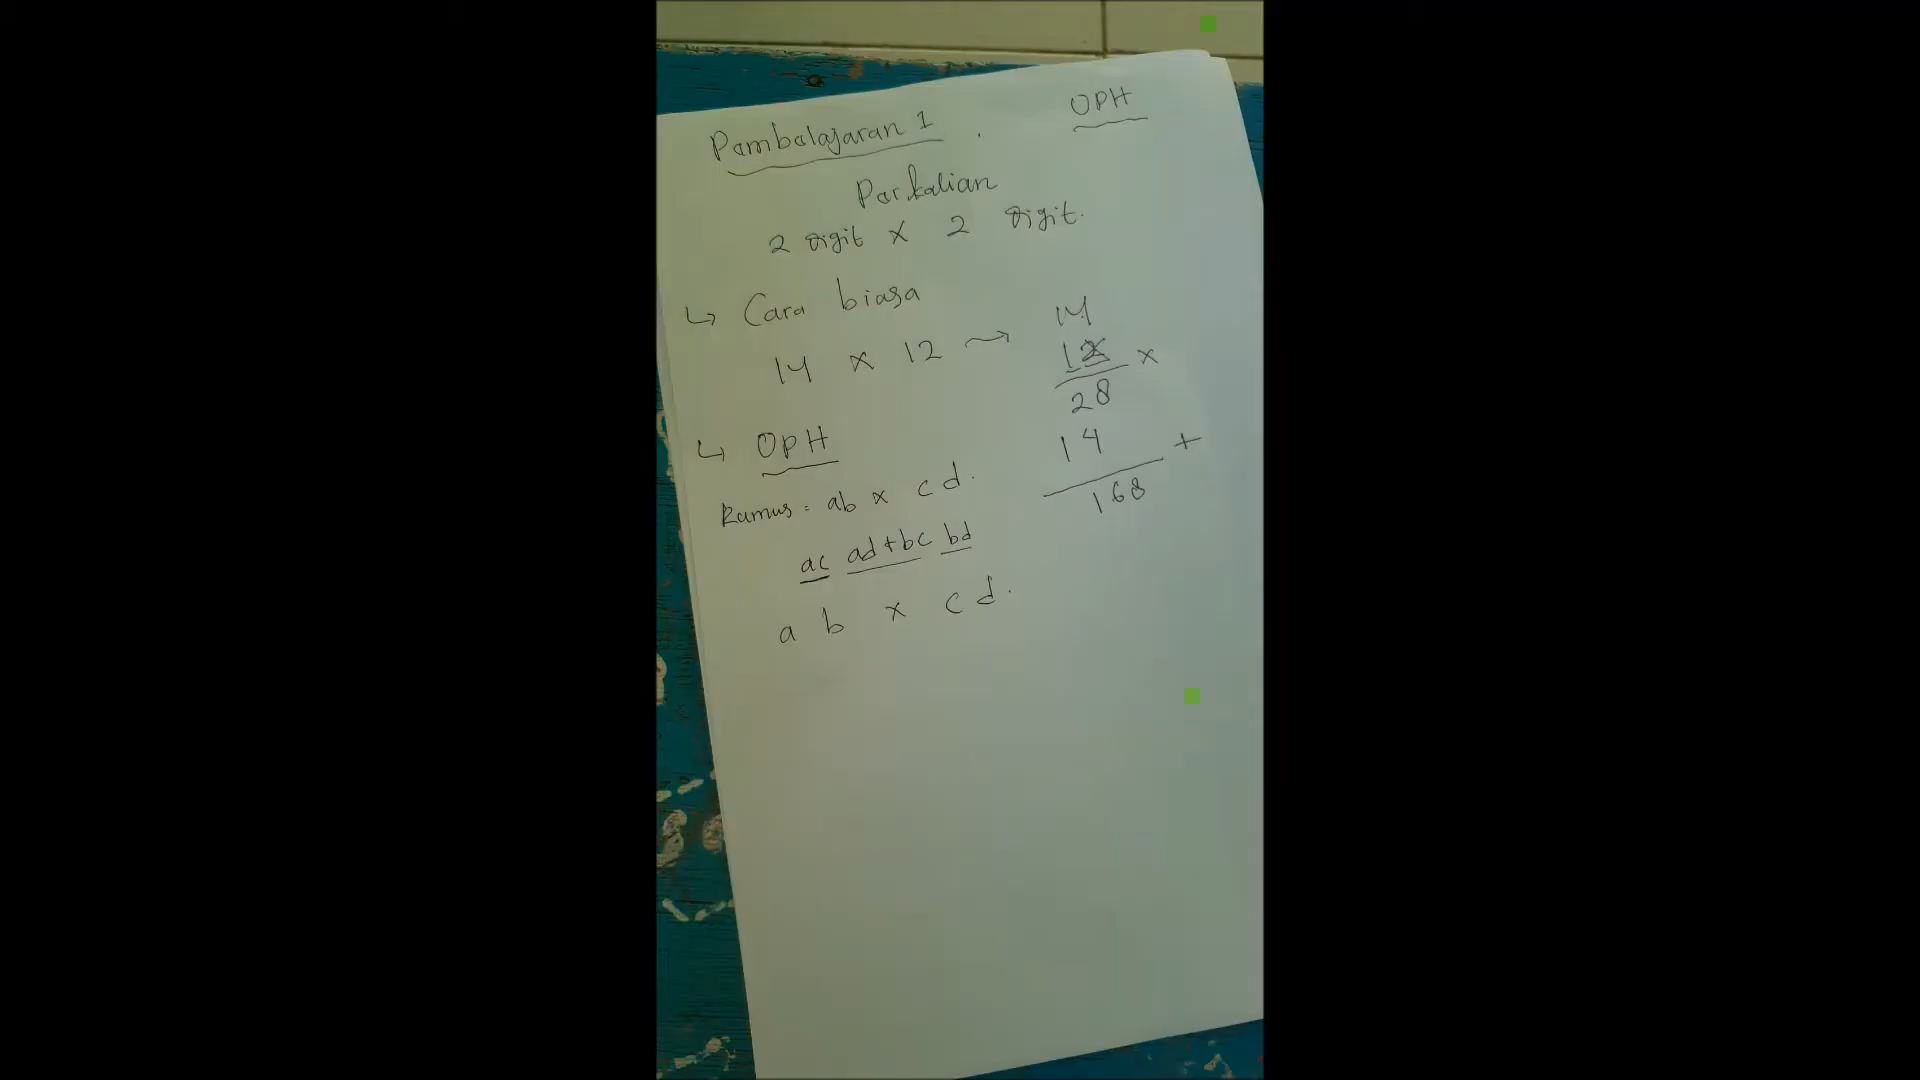 Pembelajaran 1 . OPH
Perkalian
2 digit x 2 digit.
↳ Cara biasa
14 x 12 → 14
12 x
28
14 +
168
↳ OPH
Rumus = ab x cd.
ac ad+bc bd
a b x c d.